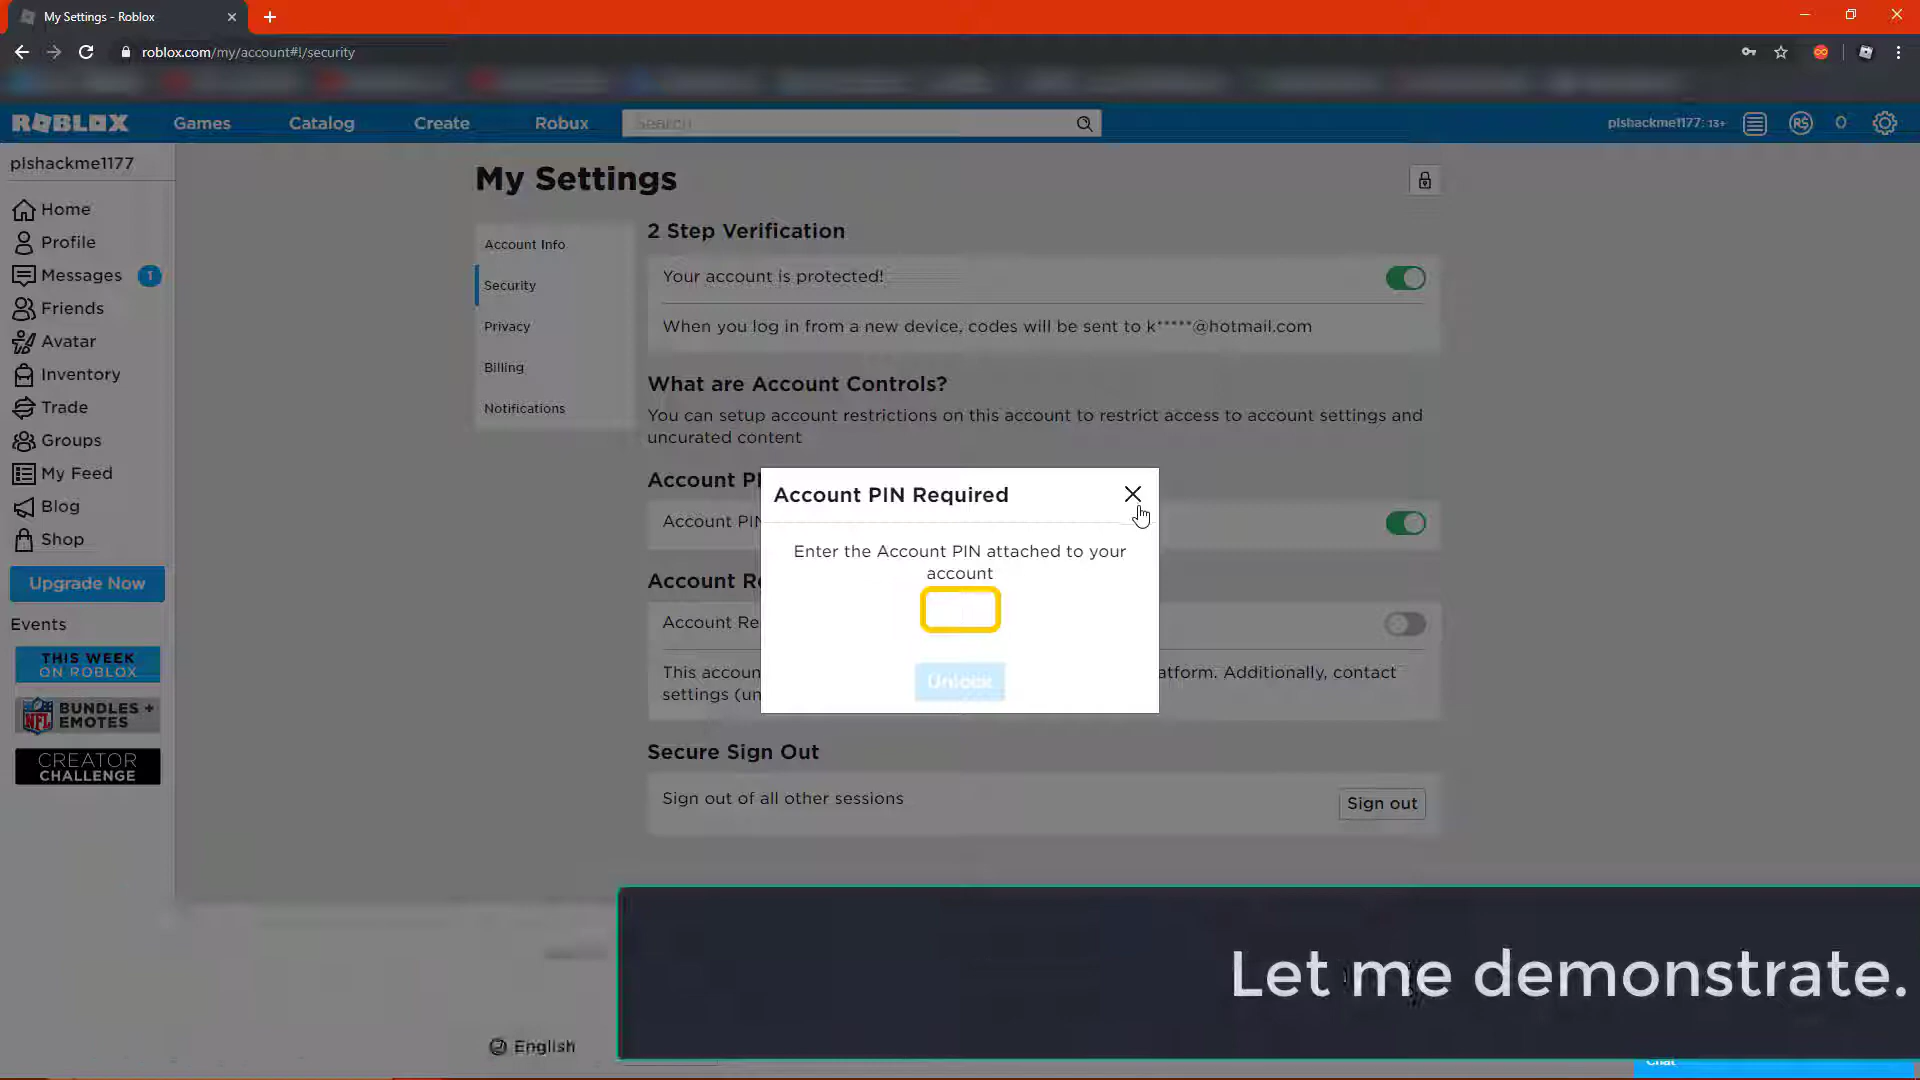 My Settings - Roblox
roblox.com/my/account#!/security
ROBLOX
Games
Catalog
Create
Robux
Search
plshackme1177: 13+
R$
0
plshackme1177
Home
Profile
Messages
1
Friends
Avatar
Inventory
Trade
Groups
My Feed
Blog
Shop
Upgrade Now
Events
THIS WEEK
ON ROBLOX
NFL
BUNDLES +
EMOTES
CREATOR
CHALLENGE
My Settings
Account Info
Security
Privacy
Billing
Notifications
2 Step Verification
Your account is protected!
When you log in from a new device, codes will be sent to k*****@hotmail.com
What are Account Controls?
You can setup account restrictions on this account to restrict access to account settings and
uncurated content
Account PI
Account PIN
Account PIN Required
Enter the Account PIN attached to your
account
Unlock
Account Re
Account Re
This accoun
atform. Additionally, contact
settings (un
Secure Sign Out
Sign out of all other sessions
Sign out
Let me demonstrate.
English
Chat